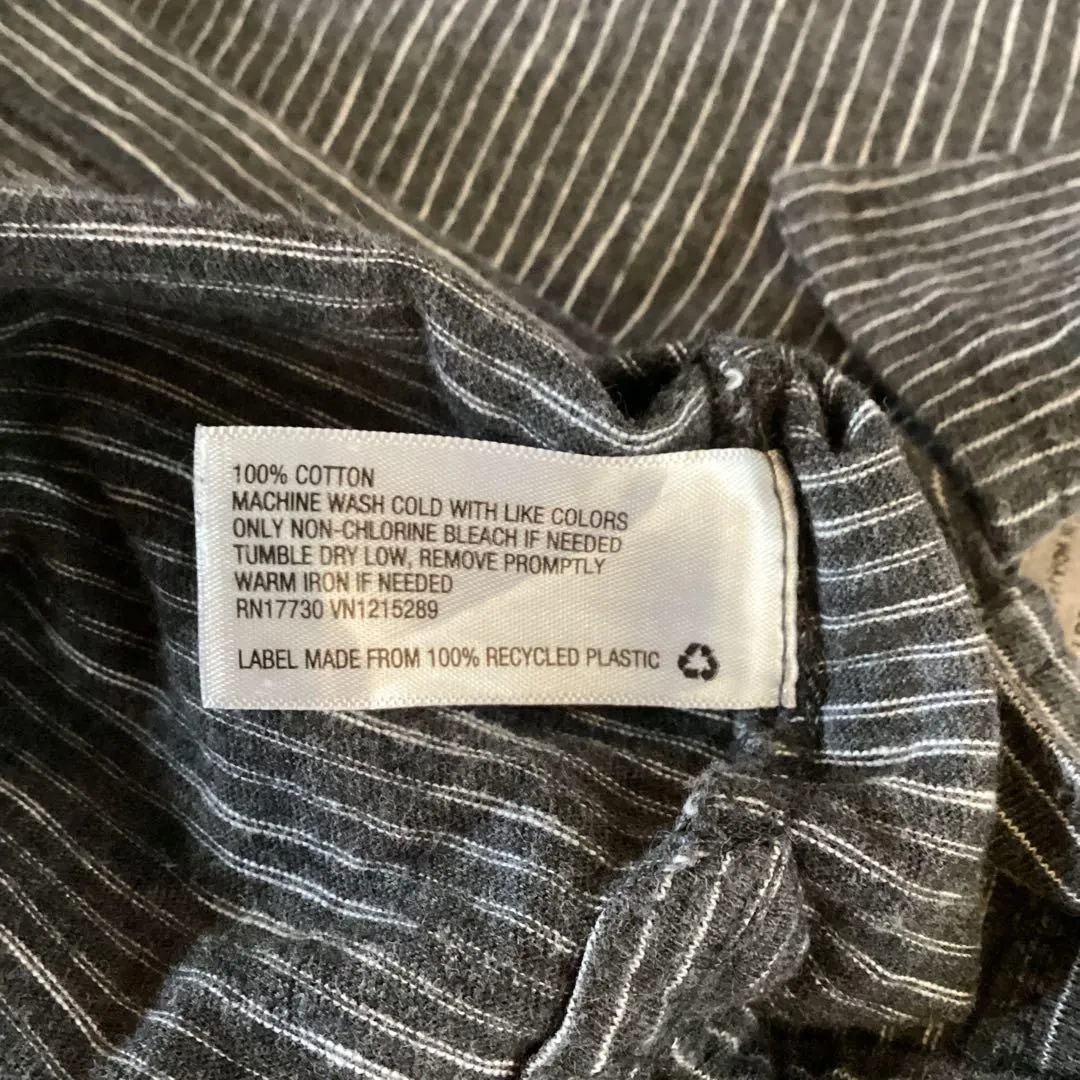 100% COTTON
MACHINE WASH COLD WITH LIKE COLORS
ONLY NON-CHLORINE BLEACH IF NEEDED
TUMBLE DRY LOW, REMOVE PROMPTLY
WARM IRON IF NEEDED
RN17730 VN1215289
LABEL MADE FROM 100% RECYCLED PLASTIC